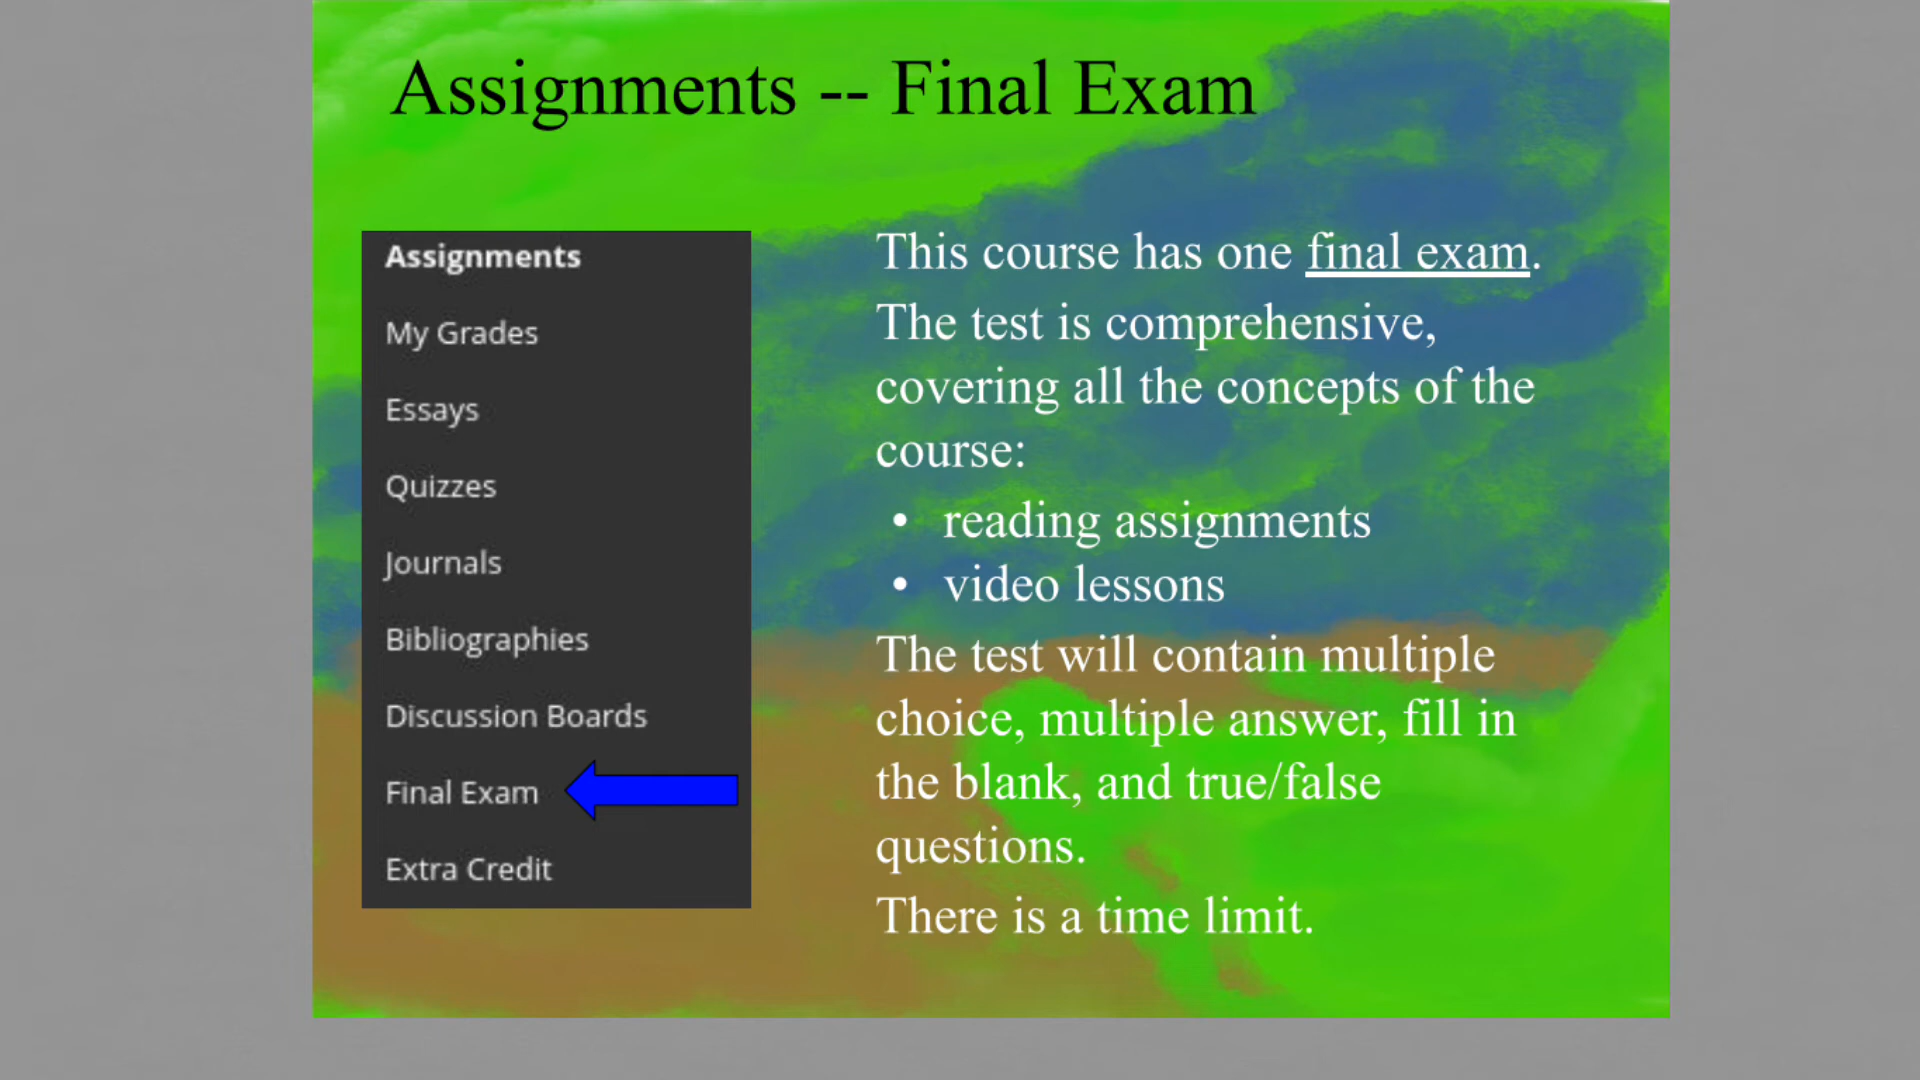 Assignments -- Final Exam
Assignments
My Grades
Essays
Quizzes
Journals
Bibliographies
Discussion Boards
Final Exam
Extra Credit
This course has one final exam.
The test is comprehensive,
covering all the concepts of the
course:
• reading assignments
• video lessons
The test will contain multiple
choice, multiple answer, fill in
the blank, and true/false
questions.
There is a time limit.